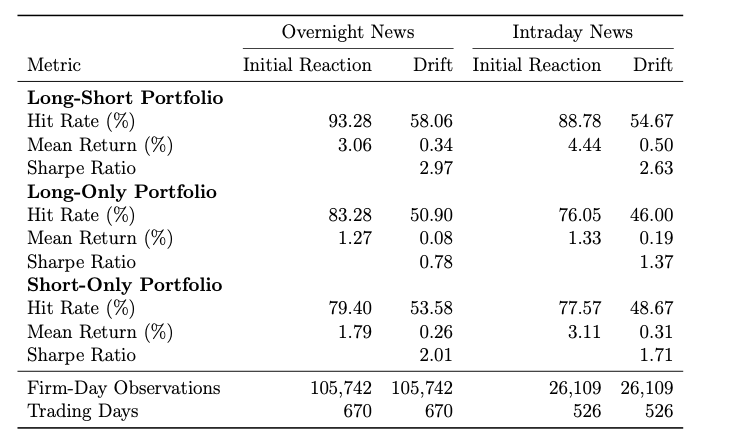 Overnight News Intraday News
Metric Initial Reaction Drift Initial Reaction Drift
Long-Short Portfolio
Hit Rate (%) 93.28 58.06 88.78 54.67
Mean Return (%) 3.06 0.34 4.44 0.50
Sharpe Ratio 2.97 2.63
Long-Only Portfolio
Hit Rate (%) 83.28 50.90 76.05 46.00
Mean Return (%) 1.27 0.08 1.33 0.19
Sharpe Ratio 0.78 1.37
Short-Only Portfolio
Hit Rate (%) 79.40 53.58 77.57 48.67
Mean Return (%) 1.79 0.26 3.11 0.31
Sharpe Ratio 2.01 1.71
Firm-Day Observations 105,742 105,742 26,109 26,109
Trading Days 670 670 526 526